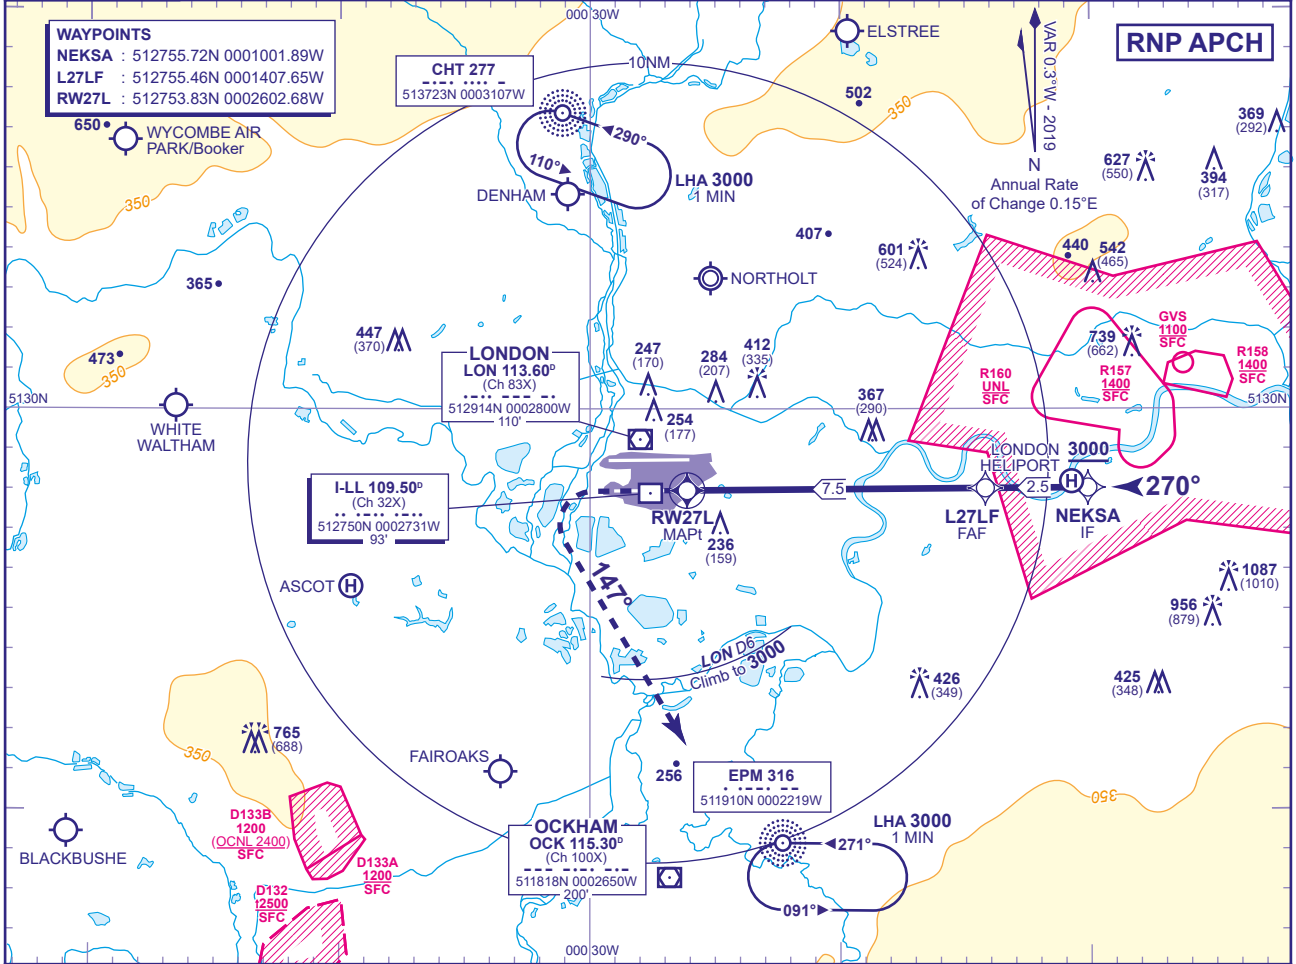 WAYPOINTS
NEKSA : 512755.72N 0001001.89W
L27LF : 512755.46N 0001407.65W
RW27L : 512753.83N 0002602.68W
000 30W
ELSTREE
VAR 0.3°W - 2019
RNP APCH
10NM
CHT 277
513723N 0003107W
650
WYCOMBE AIR
PARK/Booker
502
350
369
(292)
290°
110°
DENHAM
LHA 3000
1 MIN
N
Annual Rate
of Change 0.15°E
627
(550)
394
(317)
350
407
601
(524)
440
542
(465)
365
NORTHOLT
447
(370)
473
350
LONDON
LON 113.60D
(Ch 83X)
512914N 0002800W
110'
247
(170)
284
(207)
412
(335)
254
(177)
367
(290)
739
(662)
GVS
1100
SFC
R158
1400
SFC
R157
1400
SFC
R160
UNL
SFC
5130N
5130N
WHITE
WALTHAM
LONDON
HELIPORT
3000
H
I-LL 109.50D
(Ch 32X)
512750N 0002731W
93'
7.5
2.5
270°
RW27L
MAPt
L27LF
FAF
NEKSA
IF
236
(159)
ASCOT
H
147°
1087
(1010)
956
(879)
LON D6
Climb to 3000
426
(349)
425
(348)
765
(688)
350
FAIROAKS
256
EPM 316
511910N 0002219W
350
D133B
1200
(OCNL 2400)
SFC
BLACKBUSHE
OCKHAM
OCK 115.30D
(Ch 100X)
511818N 0002650W
200'
LHA 3000
1 MIN
271°
091°
D133A
1200
SFC
D132
2500
SFC
000 30W